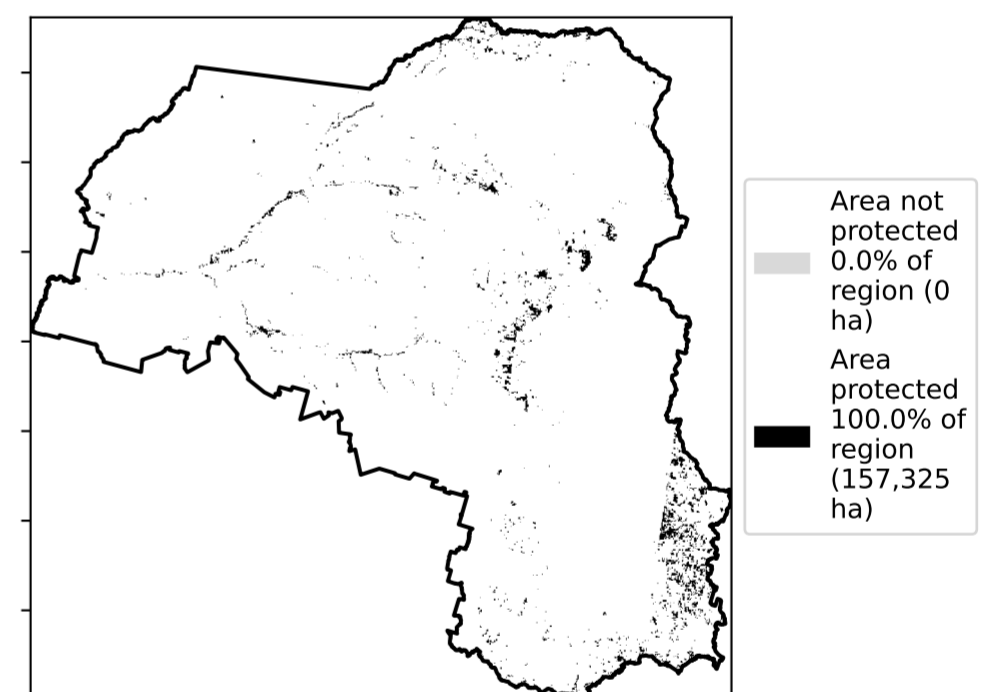 Area not
protected
0.0% of
region (0
ha)
Area
protected
100.0% of
region
(157,325
ha)